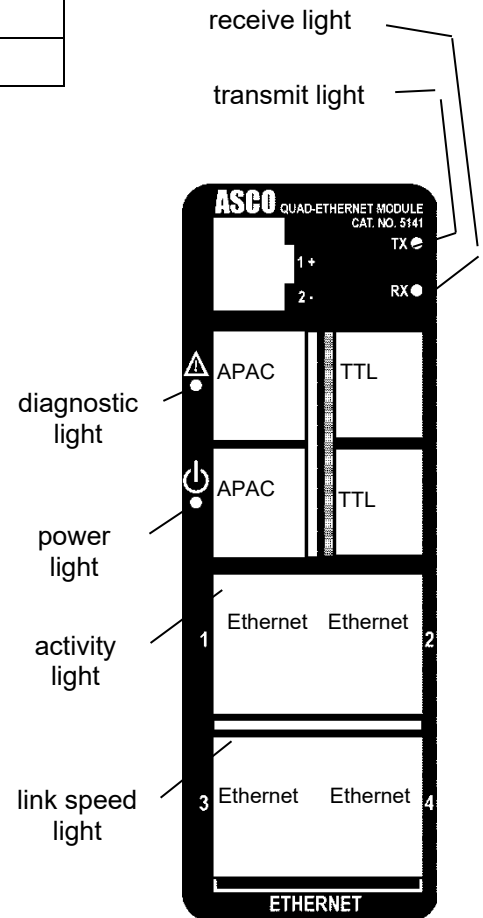 receive light
transmit light
ASCO QUAD-ETHERNET MODULE
CAT. NO. 5141
TX
1 +
2 -
RX
APAC
TTL
diagnostic
light
APAC
TTL
power
light
Ethernet Ethernet
1
2
activity
light
link speed
light
3
Ethernet Ethernet
4
ETHERNET